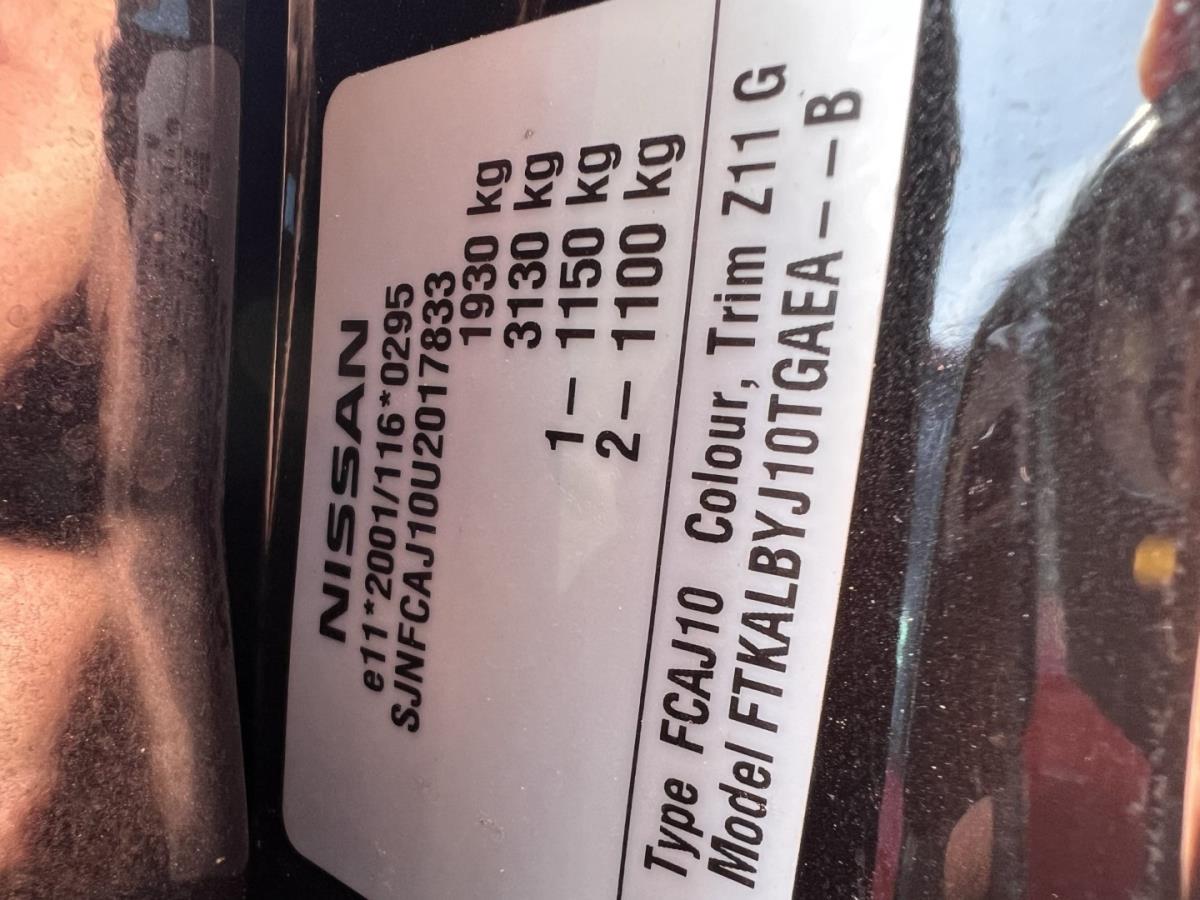 NISSAN
e11*2001/116*0295
SJNFCAJ10U2017833
1930 kg
3130 kg
1– 1150 kg
2– 1100 kg
Type FCAJ10 Colour, Trim Z11 G
Model FTKALBYJ10TGAEA – – B